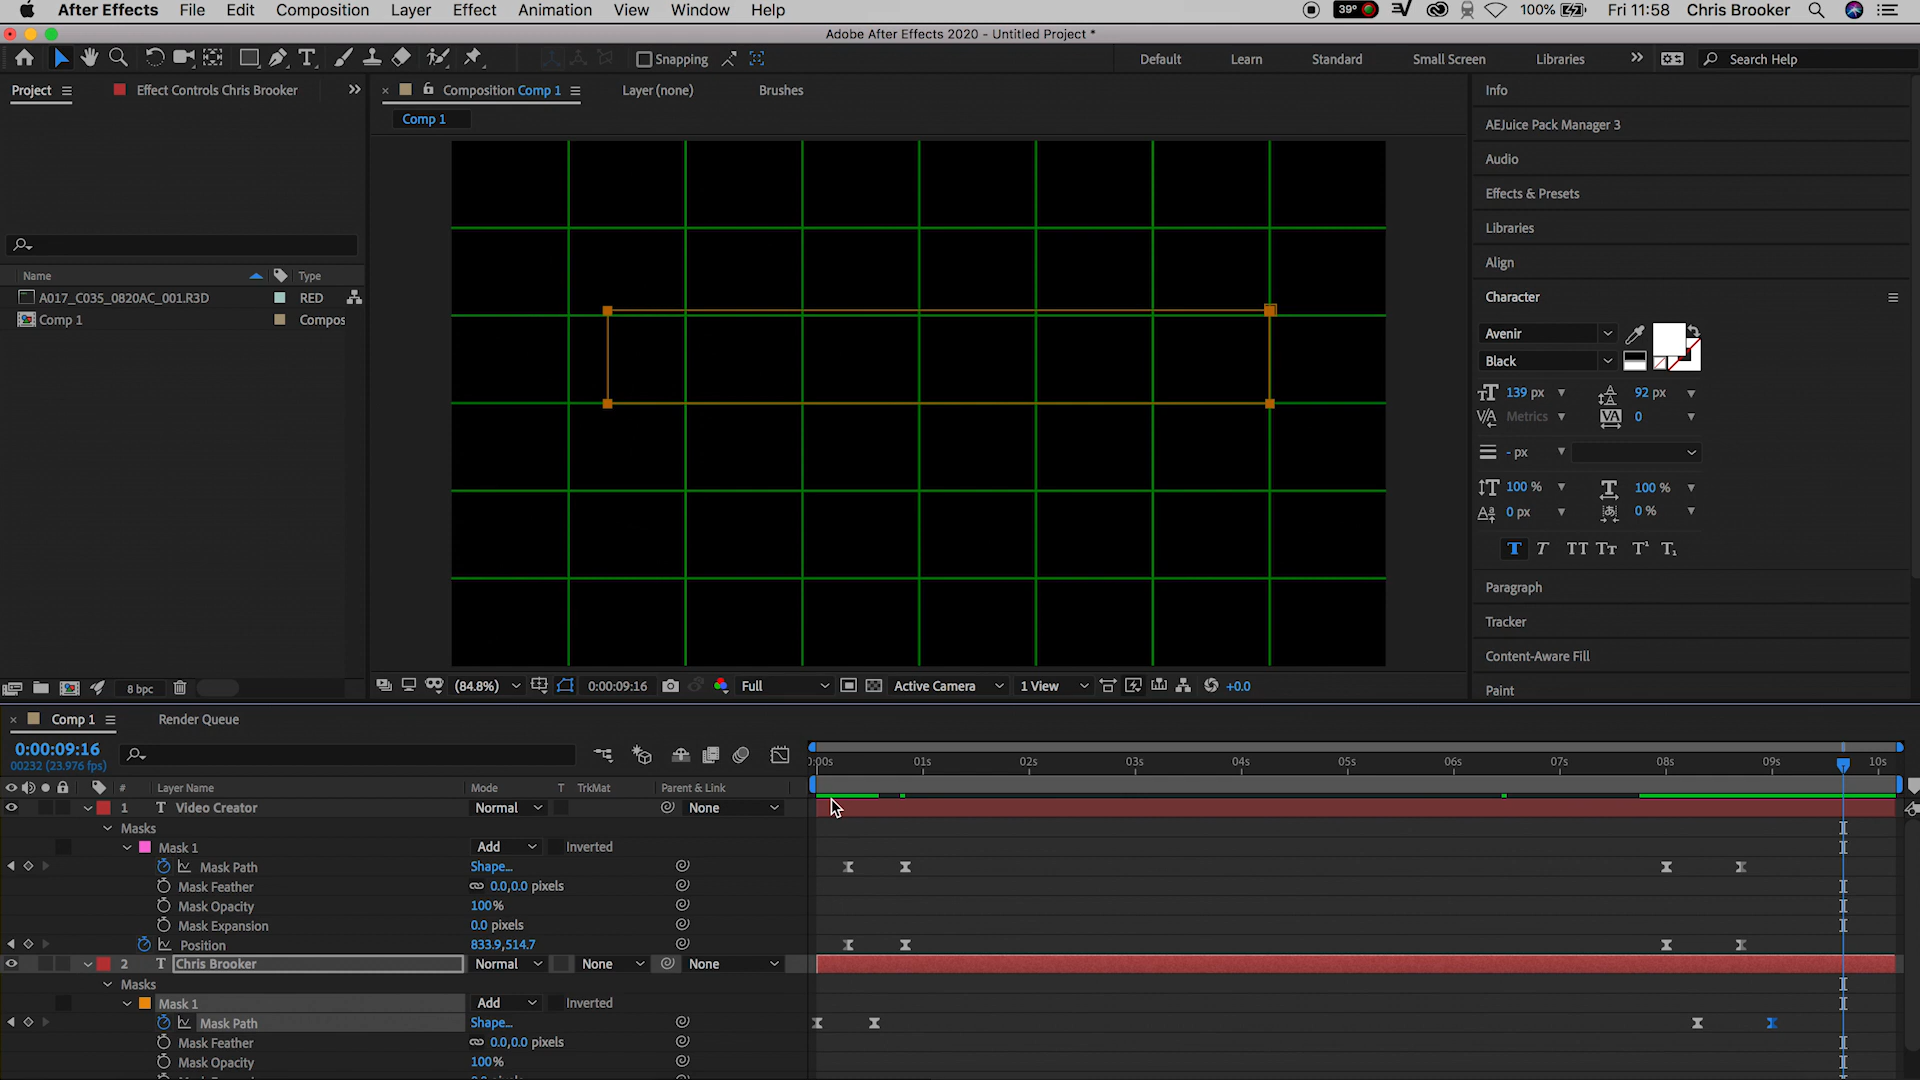 After Effects File Edit Composition Layer Effect Animation View Window Help 39° 100% Fri 11:58 Chris Brooker
Adobe After Effects 2020 - Untitled Project *
Snapping Default Learn Standard Small Screen Libraries Search Help
Project Effect Controls Chris Brooker Composition Comp 1 Layer (none) Brushes
Comp 1
Name Type
A017_C035_0820AC_001.R3D RED
Comp 1 Compos
Info
AEJuice Pack Manager 3
Audio
Effects & Presets
Libraries
Align
Character
Avenir
Black
139 px 92 px
Metrics 0
- px
100 % 100 %
0 px 0 %
T T TT Tt T¹ T₁
Paragraph
Tracker
Content-Aware Fill
Paint
8 bpc (84.8%) 0:00:09:16 Full Active Camera 1 View +0.0
Comp 1 Render Queue
0:00:09:16
00232 (23.976 fps)
:00s 01s 02s 03s 04s 05s 06s 07s 08s 09s 10s
# Layer Name Mode T TrkMat Parent & Link
1 T Video Creator Normal None
Masks
Mask 1 Add Inverted
Mask Path Shape...
Mask Feather 0.0,0.0 pixels
Mask Opacity 100%
Mask Expansion 0.0 pixels
Position 833.9,514.7
2 T Chris Brooker Normal None None
Masks
Mask 1 Add Inverted
Mask Path Shape...
Mask Feather 0.0,0.0 pixels
Mask Opacity 100%